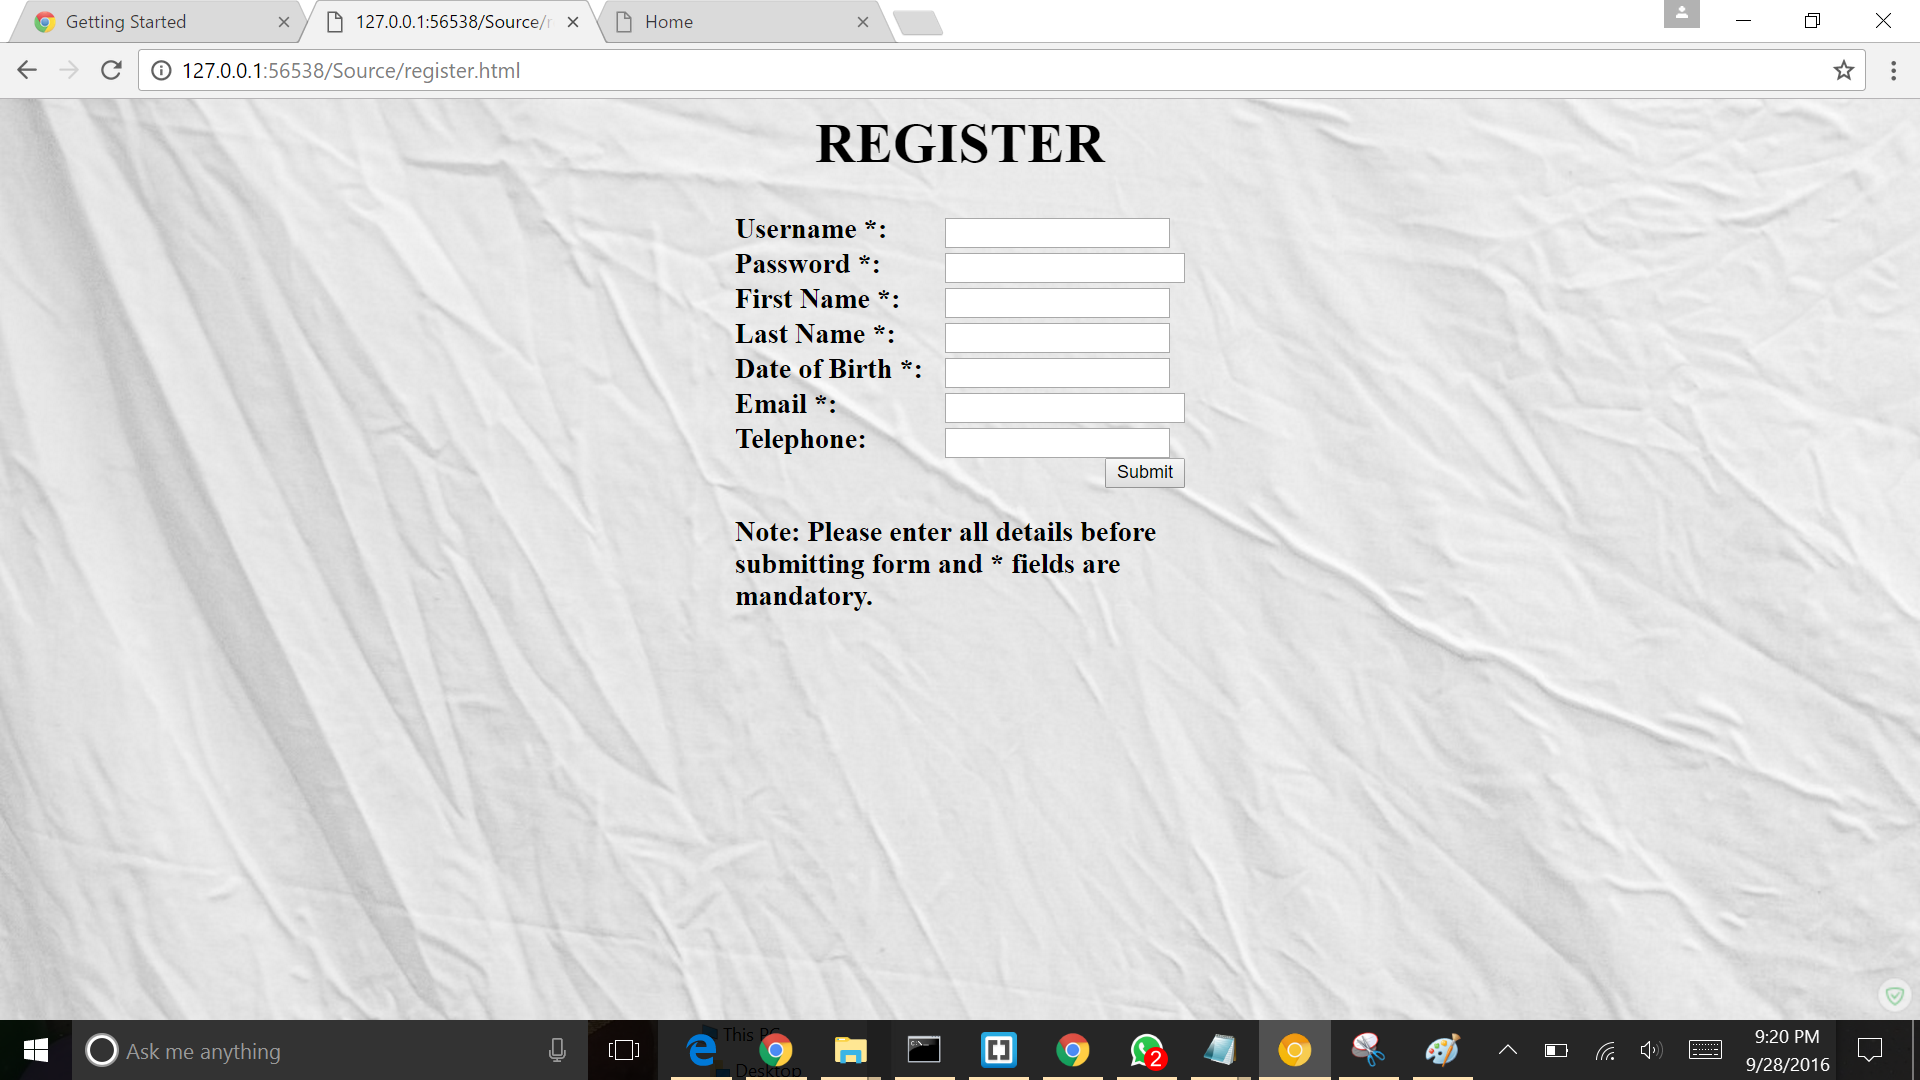 Getting Started
127.0.0.1:56538/Source/r
Home
127.0.0.1:56538/Source/register.html
REGISTER
Username *:
Password *:
First Name *:
Last Name *:
Date of Birth *:
Email *:
Telephone:
Submit
Note: Please enter all details before
submitting form and * fields are
mandatory.
This PC
Ask me anything
Desktop
2
9:20 PM
9/28/2016